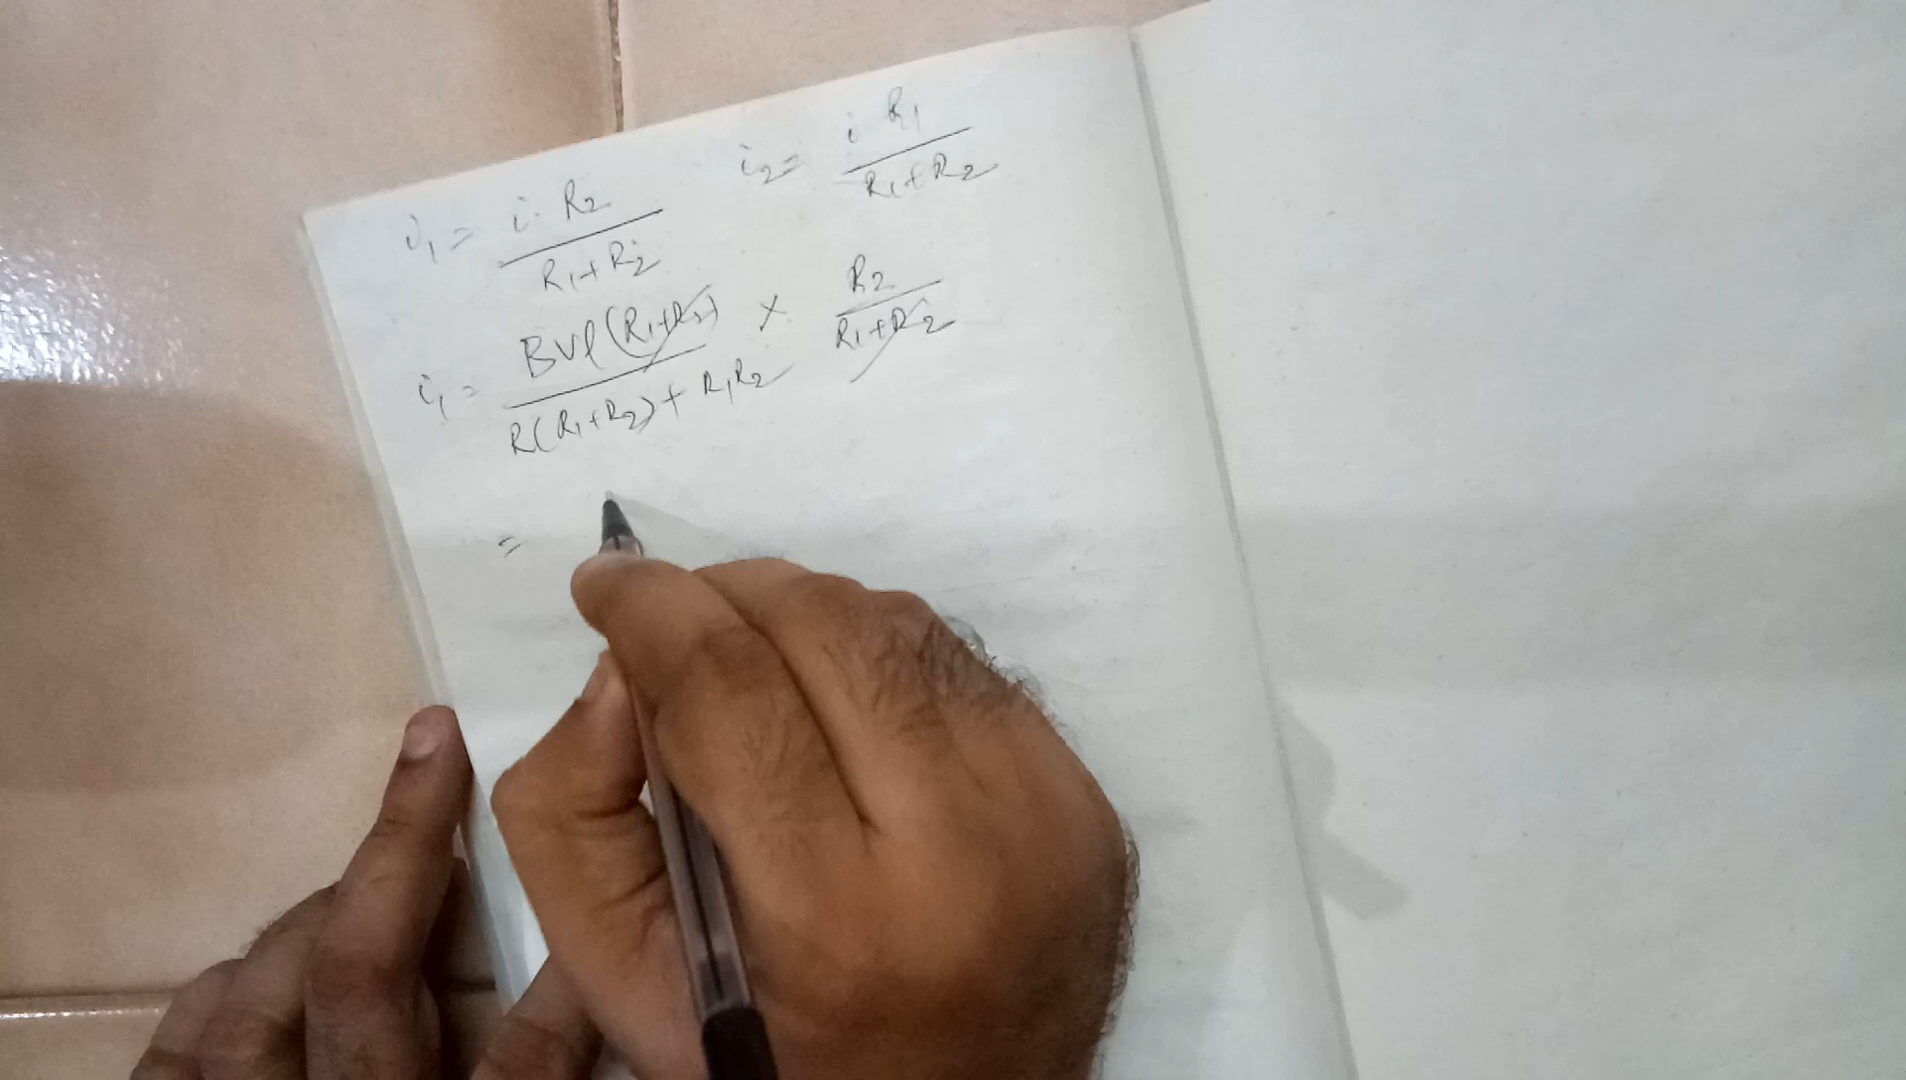 i₁ = i R₂ / R₁+R₂   i₂ = i R₁ / R₁+R₂
i₁ = Bvl(R₁+R₂) / R(R₁+R₂)+R₁R₂ × R₂ / R₁+R₂
=